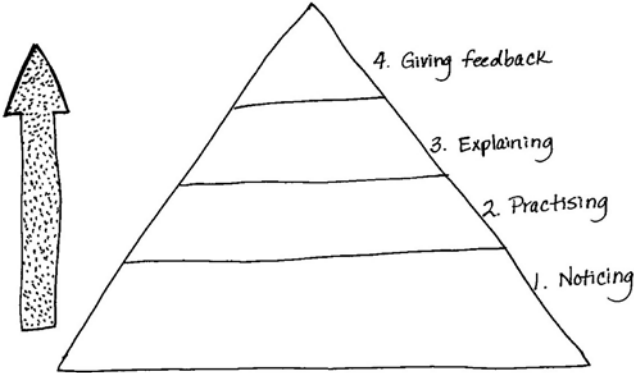 4. Giving feedback
3. Explaining
2. Practising
1. Noticing